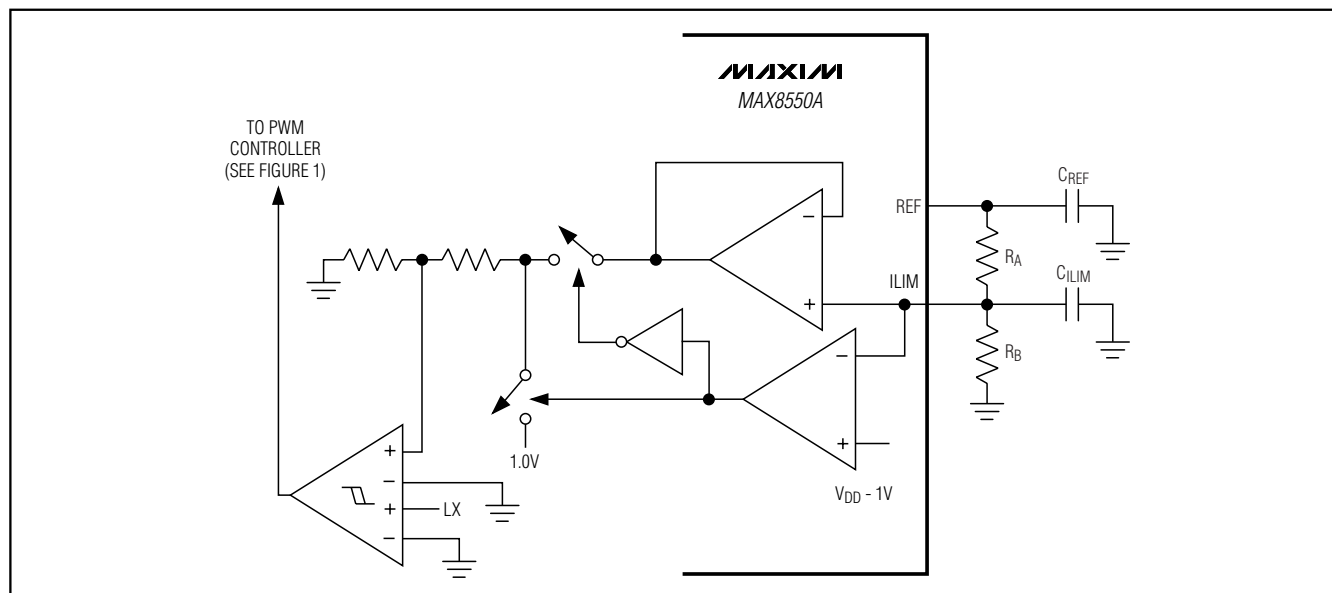 MAXIM
MAX8550A
TO PWM
CONTROLLER
(SEE FIGURE 1)
REF
CREF
RA
ILIM
CILIM
RB
-
+
-
+
VDD - 1V
1.0V
+
-
+
LX
-